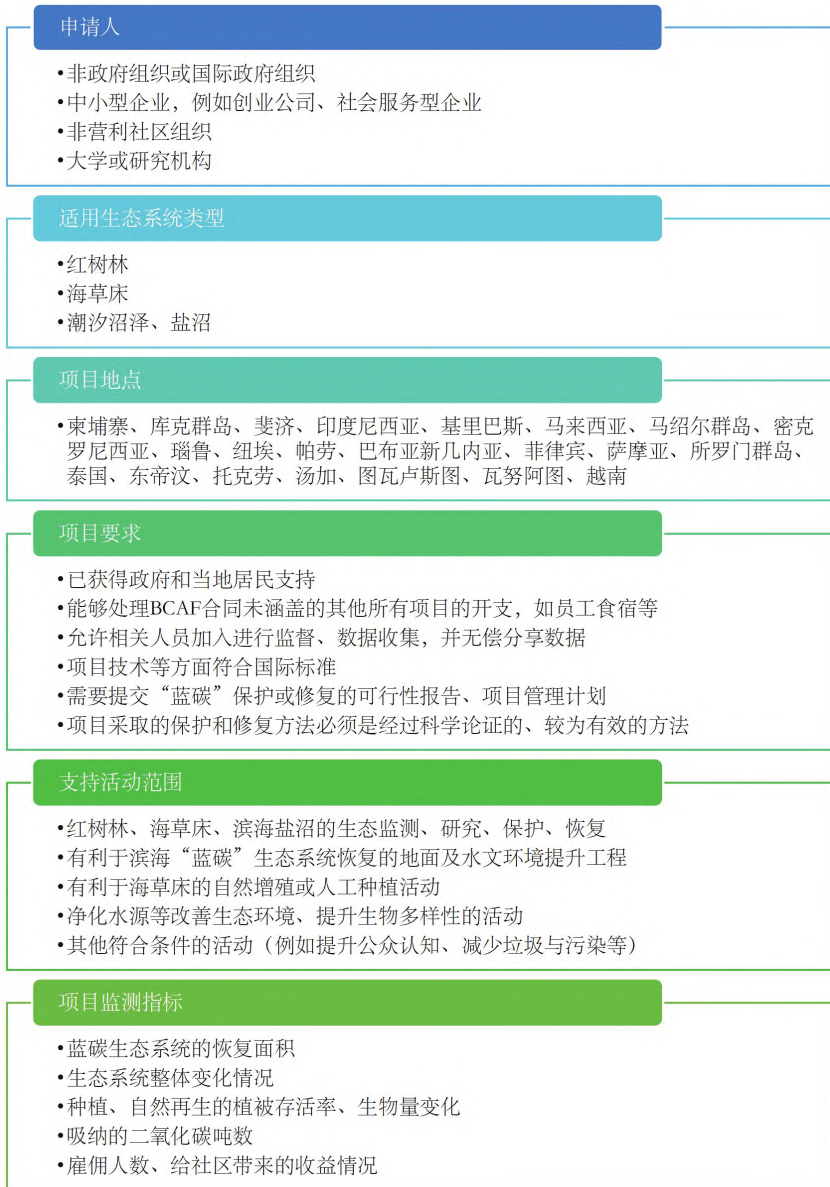 申请人
•非政府组织或国际政府组织
•中小型企业，例如创业公司、社会服务型企业
•非营利社区组织
•大学或研究机构
适用生态系统类型
•红树林
•海草床
•潮汐沼泽、盐沼
项目地点
•柬埔寨、库克群岛、斐济、印度尼西亚、基里巴斯、马来西亚、马绍尔群岛、密克
罗尼西亚、瑙鲁、纽埃、帕劳、巴布亚新几内亚、菲律宾、萨摩亚、所罗门群岛、
泰国、东帝汶、托克劳、汤加、图瓦卢斯图、瓦努阿图、越南
项目要求
•已获得政府和当地居民支持
•能够处理BCAF合同未涵盖的其他所有项目的开支，如员工食宿等
•允许相关人员加入进行监督、数据收集，并无偿分享数据
•项目技术等方面符合国际标准
•需要提交“蓝碳”保护或修复的可行性报告、项目管理计划
•项目采取的保护和修复方法必须是经过科学论证的、较为有效的方法
支持活动范围
•红树林、海草床、滨海盐沼的生态监测、研究、保护、恢复
•有利于滨海“蓝碳”生态系统恢复的地面及水文环境提升工程
•有利于海草床的自然增殖或人工种植活动
•净化水源等改善生态环境、提升生物多样性的活动
•其他符合条件的活动（例如提升公众认知、减少垃圾与污染等）
项目监测指标
•蓝碳生态系统的恢复面积
•生态系统整体变化情况
•种植、自然再生的植被存活率、生物量变化
•吸纳的二氧化碳吨数
•雇佣人数、给社区带来的收益情况